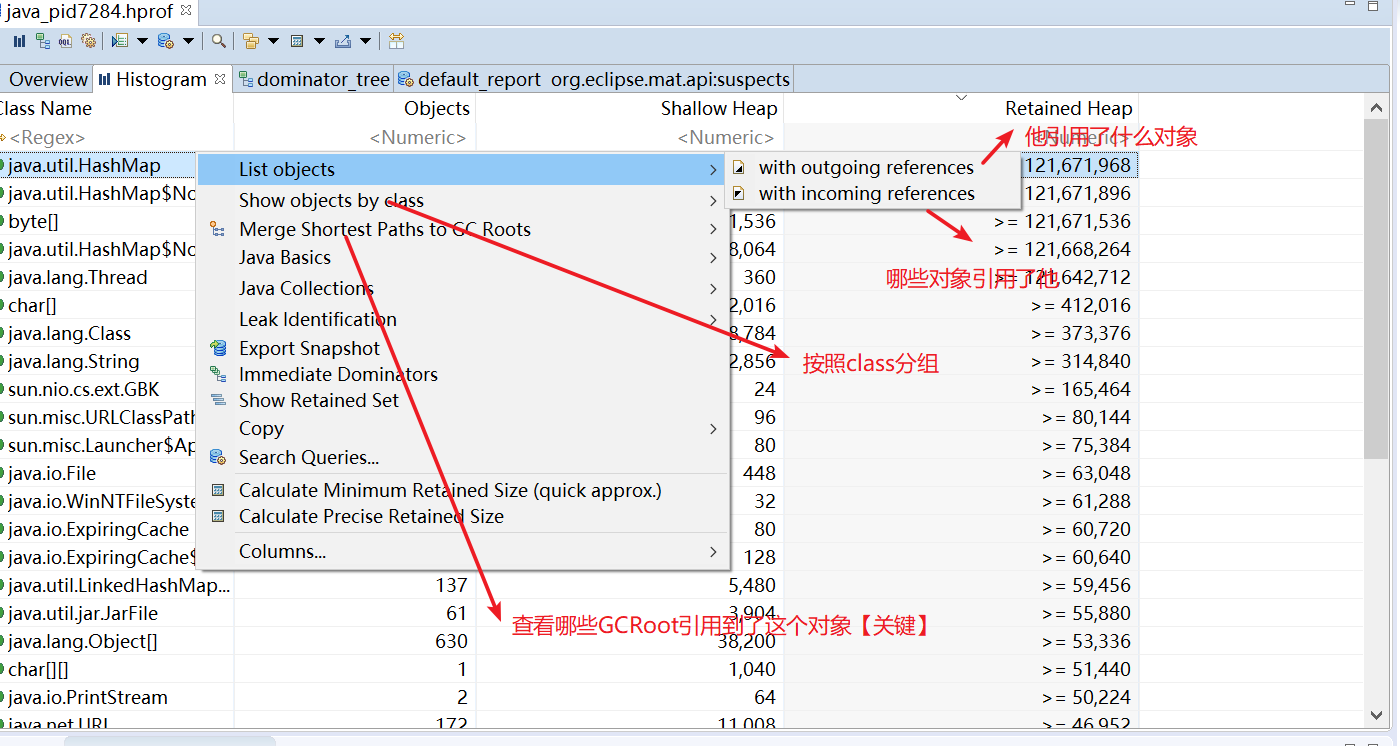 java_pid7284.hprof
Overview Histogram dominator_tree default_report org.eclipse.mat.api:suspects
Class Name Objects Shallow Heap Retained Heap
<Regex> <Numeric> <Numeric> <Numeric>
他引用了什么对象
java.util.HashMap 121,671,968
java.util.HashMap$No 121,671,896
byte[] 1,536 >= 121,671,536
java.util.HashMap$No 8,064 >= 121,668,264
java.lang.Thread 360 >= 121,642,712
char[] 2,016 >= 412,016
java.lang.Class 8,784 >= 373,376
java.lang.String 2,856 >= 314,840
sun.nio.cs.ext.GBK 24 >= 165,464
sun.misc.URLClassPath 96 >= 80,144
sun.misc.Launcher$Ap 80 >= 75,384
java.io.File 448 >= 63,048
java.io.WinNTFileSyste 32 >= 61,288
java.io.ExpiringCache 80 >= 60,720
java.io.ExpiringCache$ 128 >= 60,640
java.util.LinkedHashMap... 137 5,480 >= 59,456
java.util.jar.JarFile 61 3,904 >= 55,880
java.lang.Object[] 630 38,200 >= 53,336
char[][] 1 1,040 >= 51,440
java.io.PrintStream 2 64 >= 50,224
java.net.URL 172 11,008 >= 46,952
List objects
Show objects by class
Merge Shortest Paths to GC Roots
Java Basics
Java Collections
Leak Identification
Export Snapshot
Immediate Dominators
Show Retained Set
Copy
Search Queries...
Calculate Minimum Retained Size (quick approx.)
Calculate Precise Retained Size
Columns...
with outgoing references
with incoming references
哪些对象引用了他
按照class分组
查看哪些GCRoot引用到了这个对象【关键】